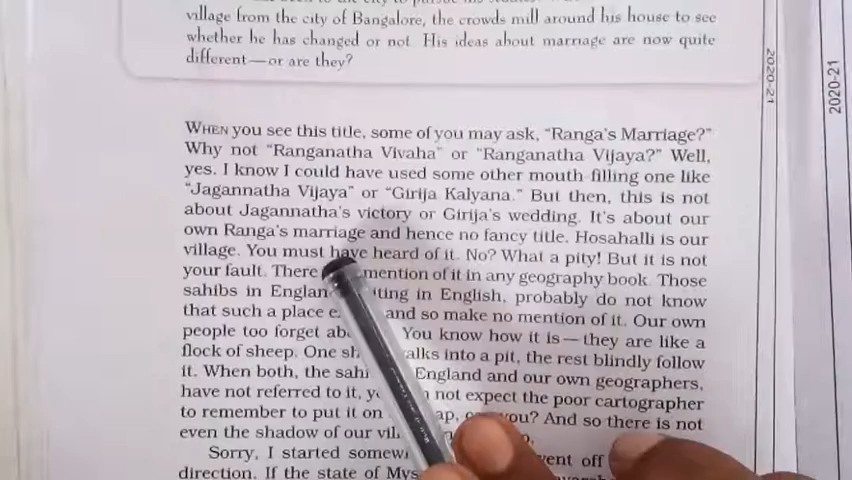 village from the city of Bangalore, the crowds mill around his house to see
whether he has changed or not. His ideas about marriage are now quite
different—or are they?
2020-21
2020-21
WHEN you see this title, some of you may ask, “Ranga's Marriage?”
Why not “Ranganatha Vivaha” or “Ranganatha Vijaya?” Well,
yes. I know I could have used some other mouth-filling one like
“Jagannatha Vijaya” or “Girija Kalyana.” But then, this is not
about Jagannatha's victory or Girija's wedding. It's about our
own Ranga's marriage and hence no fancy title. Hosahalli is our
village. You must have heard of it. No? What a pity! But it is not
your fault. There mention of it in any geography book. Those
sahibs in in English, probably do not know
that such a place and so make no mention of it. Our own
people too forget You know how it is—they are like a
flock of sheep. One into a pit, the rest blindly follow
it. When both, the England and our own geographers,
have not referred to it, not expect the poor cartographer
to remember to put it on you? And so there is not
even the shadow of our
Sorry, I started off
direction. If the state of